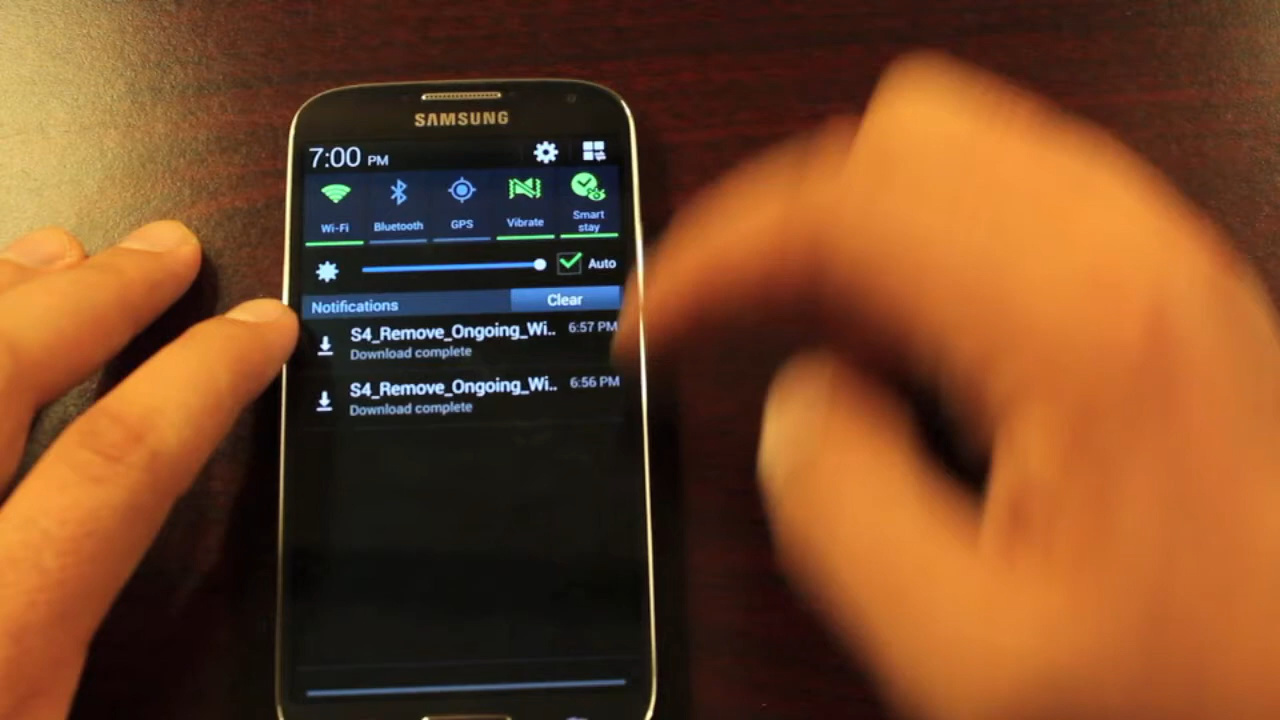 SAMSUNG
7:00 PM
Wi-Fi
Bluetooth
GPS
Vibrate
Smart stay
Auto
Notifications
Clear
S4_Remove_Ongoing_Wi.. 6:57 PM
Download complete
S4_Remove_Ongoing_Wi.. 6:56 PM
Download complete